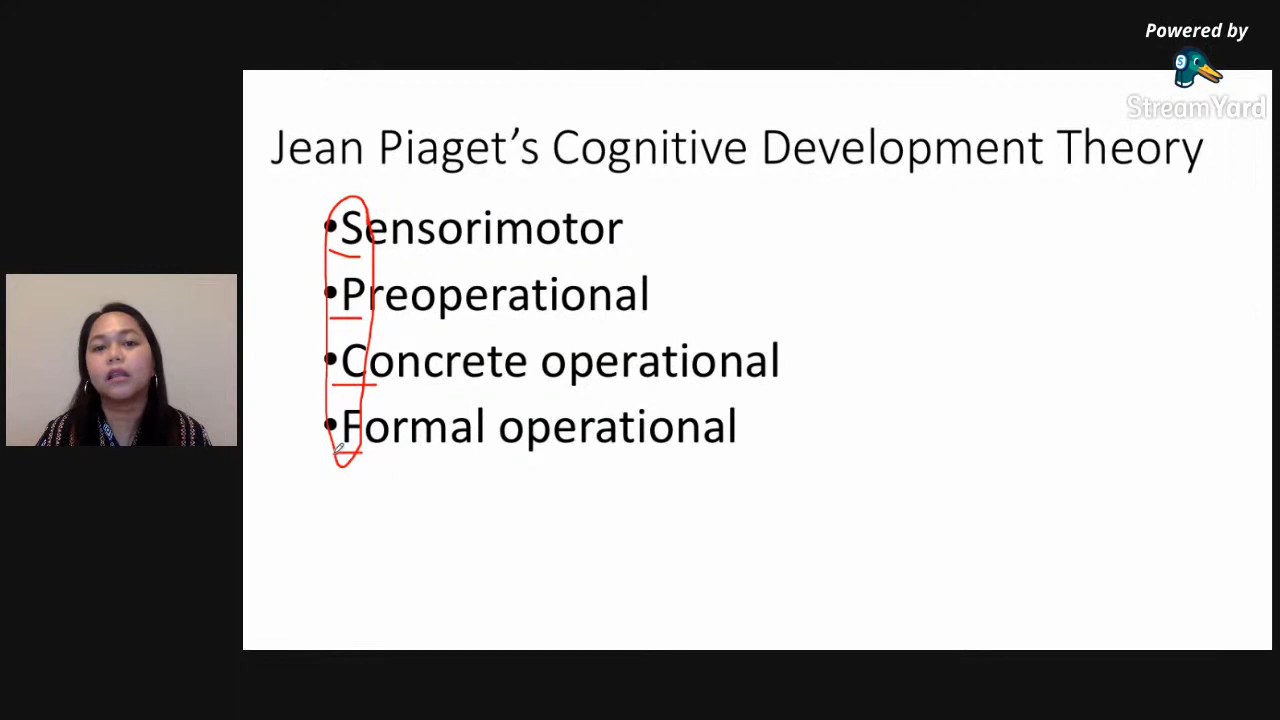 Powered by
StreamYard
Jean Piaget’s Cognitive Development Theory
•Sensorimotor
•Preoperational
•Concrete operational
•Formal operational